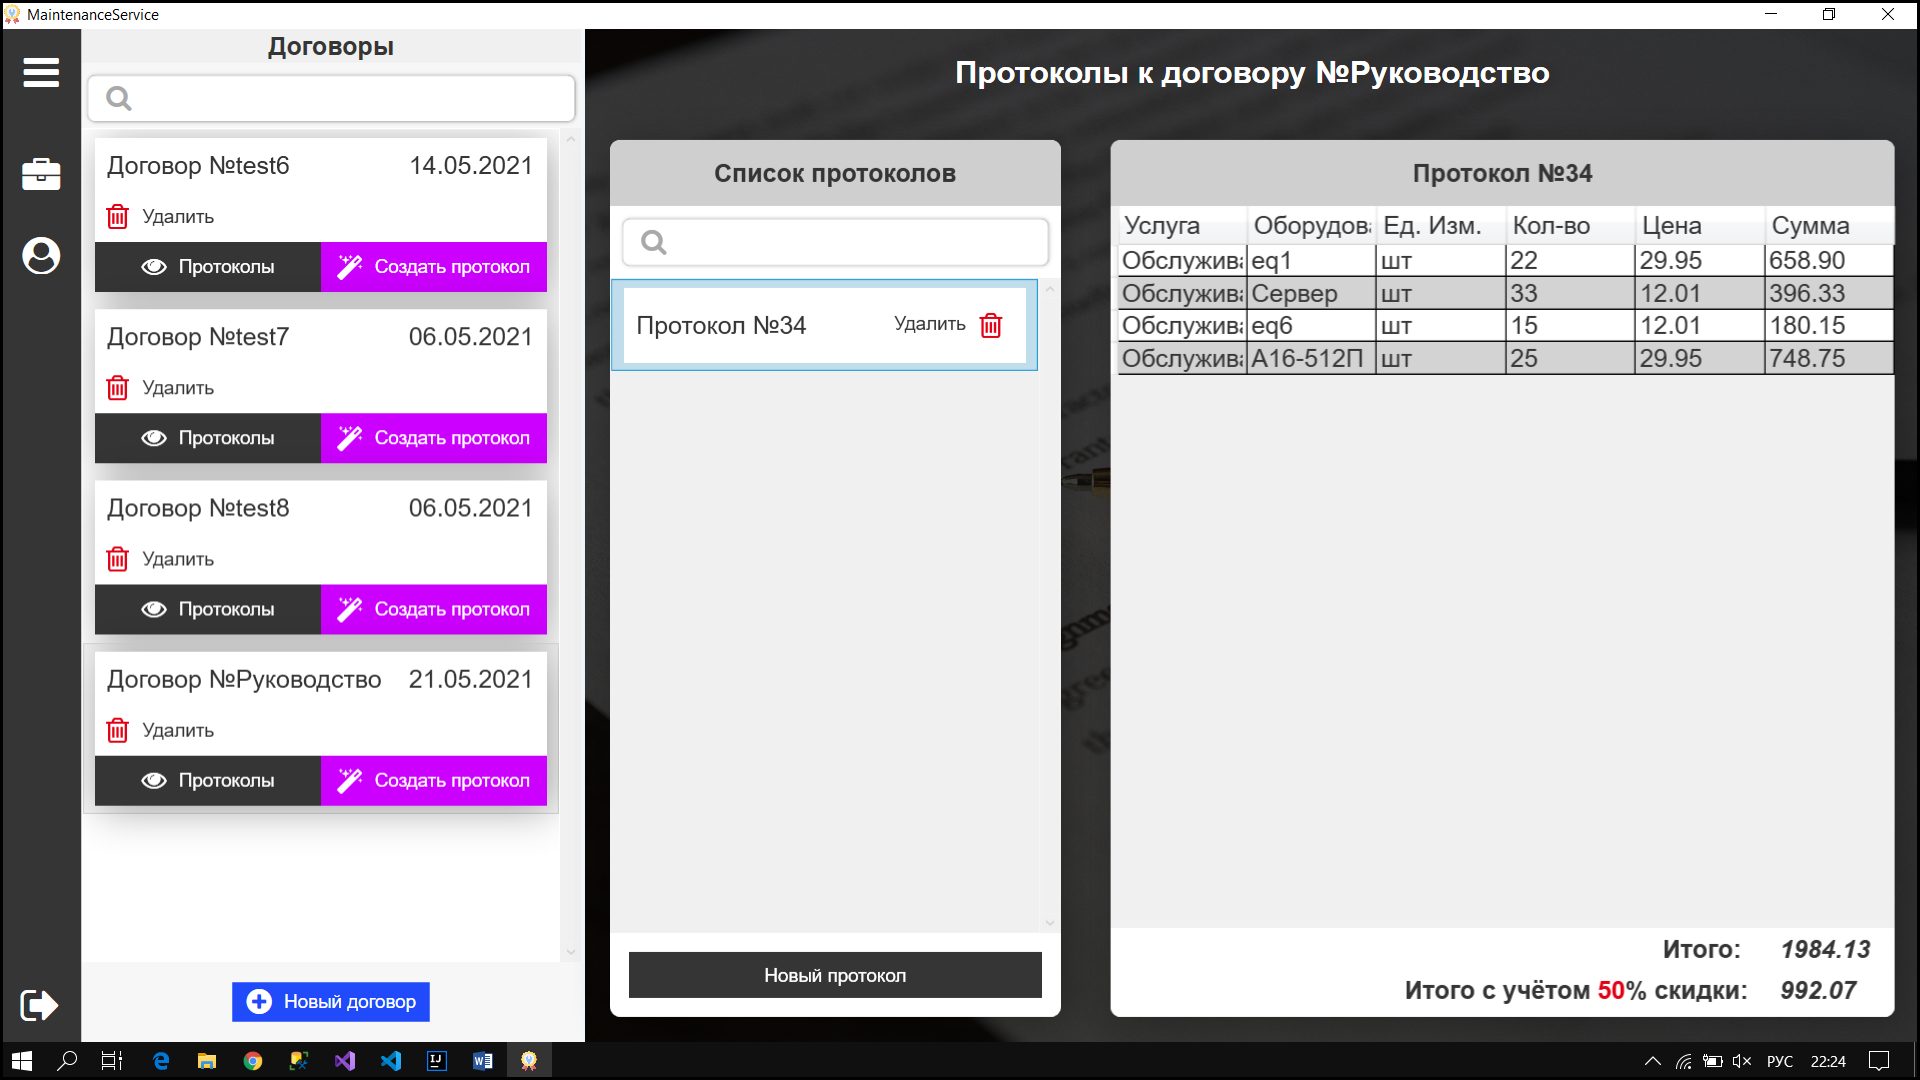 MaintenanceService
Договоры
Договор №test6 14.05.2021
Удалить
Протоколы Создать протокол
Договор №test7 06.05.2021
Удалить
Протоколы Создать протокол
Договор №test8 06.05.2021
Удалить
Протоколы Создать протокол
Договор №Руководство 21.05.2021
Удалить
Протоколы Создать протокол
Новый договор
Протоколы к договору №Руководство
Список протоколов
Протокол №34 Удалить
Новый протокол
Протокол №34
Услуга Оборудова Ед. Изм. Кол-во Цена Сумма
Обслужива eq1 шт 22 29.95 658.90
Обслужива Сервер шт 33 12.01 396.33
Обслужива eq6 шт 15 12.01 180.15
Обслужива А16-512П шт 25 29.95 748.75
Итого: 1984.13
Итого с учётом 50% скидки: 992.07
РУС 22:24